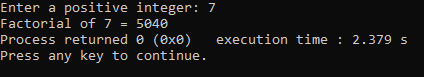 Enter a positive integer: 7
Factorial of 7 = 5040
Process returned 0 (0x0)   execution time : 2.379 s
Press any key to continue.